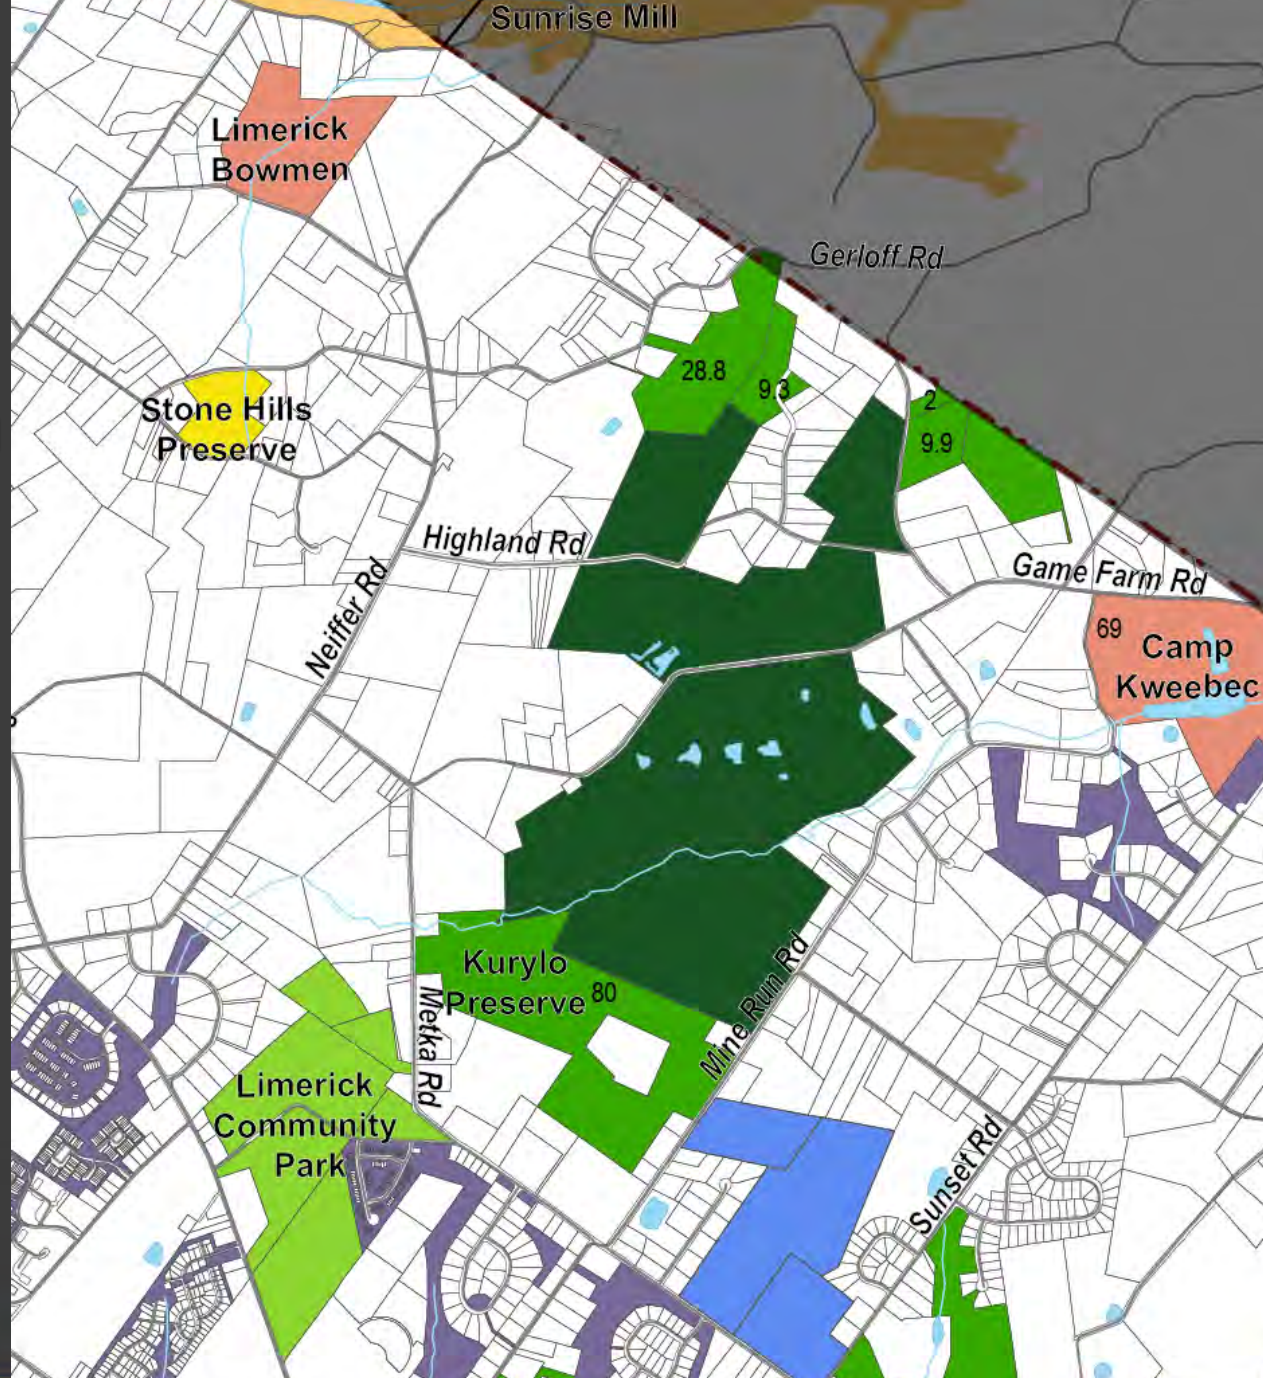 Sunrise Mill
Limerick
Bowmen
Gerloff Rd
28.8
9.3
2
9.9
Stone Hills
Preserve
Highland Rd
Neiffer Rd
Game Farm Rd
69
Camp
Kweebec
Kurylo
Preserve
80
Metka Rd
Mine Run Rd
Limerick
Community
Park
Sunset Rd